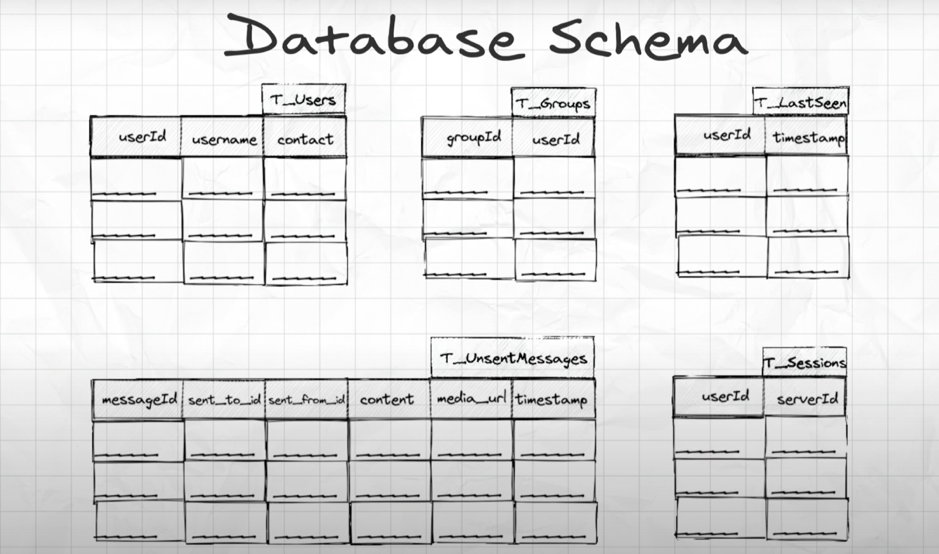 Database Schema
T_Users
userId username contact
T_Groups
groupId userId
T_LastSeen
userId timestamp
T_UnsentMessages
messageId sent_to_id sent_from_id content media_url timestamp
T_Sessions
userId serverId